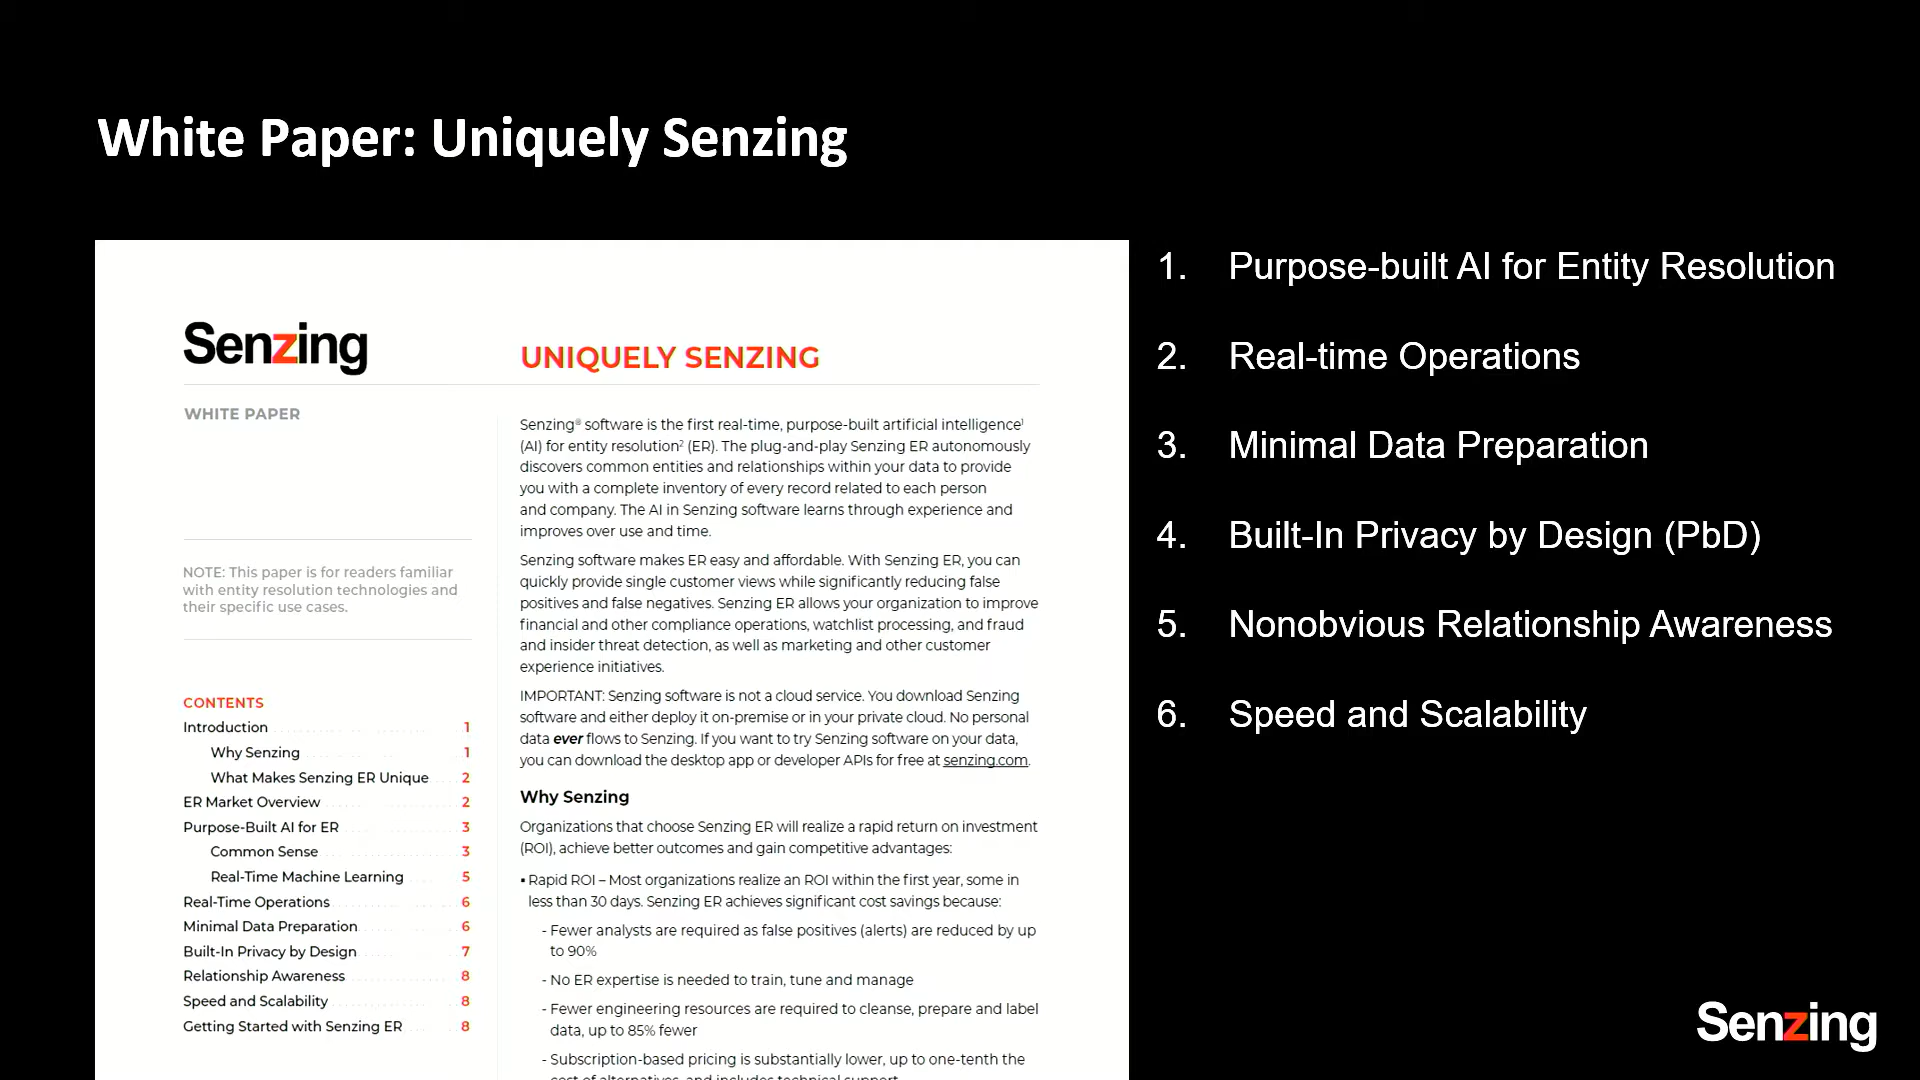 White Paper: Uniquely Senzing
Senzing
UNIQUELY SENZING
WHITE PAPER
NOTE: This paper is for readers familiar
with entity resolution technologies and
their specific use cases.
CONTENTS
Introduction 1
Why Senzing 1
What Makes Senzing ER Unique 2
ER Market Overview 2
Purpose-Built AI for ER 3
Common Sense 3
Real-Time Machine Learning 5
Real-Time Operations 6
Minimal Data Preparation 6
Built-In Privacy by Design 7
Relationship Awareness 8
Speed and Scalability 8
Getting Started with Senzing ER 8
Senzing® software is the first real-time, purpose-built artificial intelligence¹
(AI) for entity resolution² (ER). The plug-and-play Senzing ER autonomously
discovers common entities and relationships within your data to provide
you with a complete inventory of every record related to each person
and company. The AI in Senzing software learns through experience and
improves over use and time.
Senzing software makes ER easy and affordable. With Senzing ER, you can
quickly provide single customer views while significantly reducing false
positives and false negatives. Senzing ER allows your organization to improve
financial and other compliance operations, watchlist processing, and fraud
and insider threat detection, as well as marketing and other customer
experience initiatives.
IMPORTANT: Senzing software is not a cloud service. You download Senzing
software and either deploy it on-premise or in your private cloud. No personal
data ever flows to Senzing. If you want to try Senzing software on your data,
you can download the desktop app or developer APIs for free at senzing.com.
Why Senzing
Organizations that choose Senzing ER will realize a rapid return on investment
(ROI), achieve better outcomes and gain competitive advantages:
▪ Rapid ROI – Most organizations realize an ROI within the first year, some in
less than 30 days. Senzing ER achieves significant cost savings because:
- Fewer analysts are required as false positives (alerts) are reduced by up
to 90%
- No ER expertise is needed to train, tune and manage
- Fewer engineering resources are required to cleanse, prepare and label
data, up to 85% fewer
- Subscription-based pricing is substantially lower, up to one-tenth the
cost of alternatives, and includes technical support
1. Purpose-built AI for Entity Resolution
2. Real-time Operations
3. Minimal Data Preparation
4. Built-In Privacy by Design (PbD)
5. Nonobvious Relationship Awareness
6. Speed and Scalability
Senzing